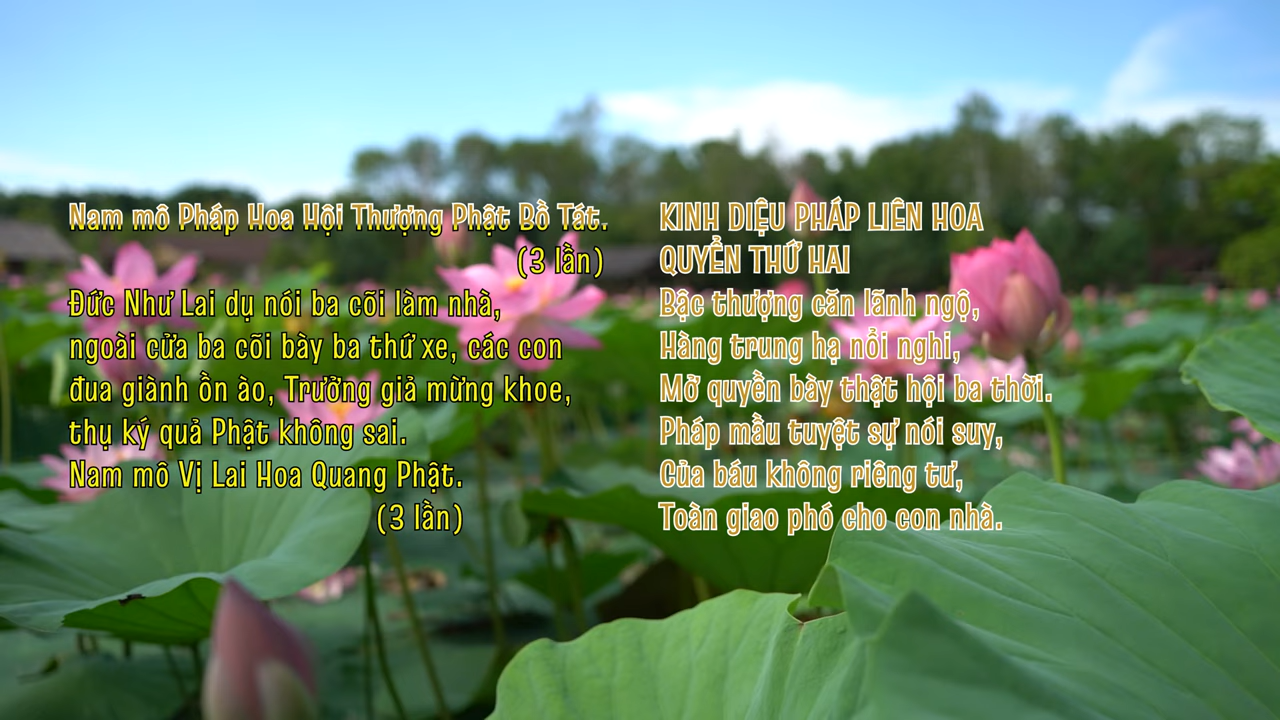 Nam mô Pháp Hoa Hội Thượng Phật Bồ Tát.
(3 lần)
Đức Như Lai dụ nói ba cõi làm nhà,
ngoài cửa ba cõi bày ba thứ xe, các con
đua giành ồn ào, Trưởng giả mừng khoe,
thụ ký quả Phật không sai.
Nam mô Vị Lai Hoa Quang Phật.
(3 lần)
KINH DIỆU PHÁP LIÊN HOA
QUYỂN THỨ HAI
Bậc thượng căn lãnh ngộ,
Hàng trung hạ nổi nghi,
Mở quyền bày thật hội ba thời.
Pháp mầu tuyệt sự nói suy,
Của báu không riêng tư,
Toàn giao phó cho con nhà.